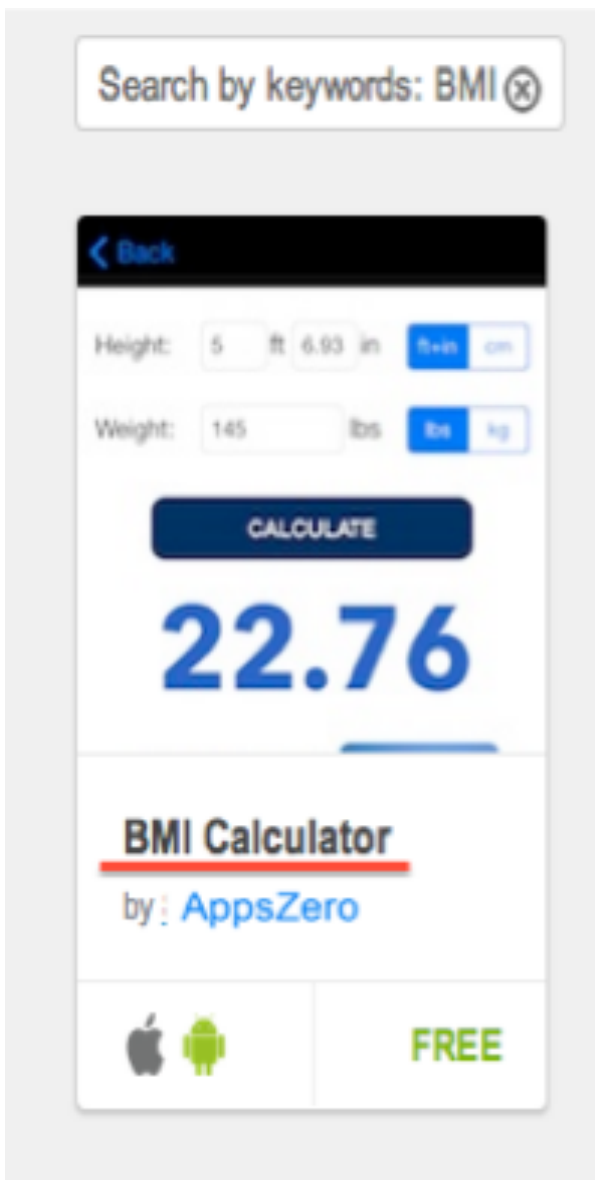 Search by keywords: BMI
Back
Height: 5 ft 6.93 in ft+in cm
Weight: 145 lbs lbs kg
CALCULATE
22.76
BMI Calculator
by: AppsZero
FREE